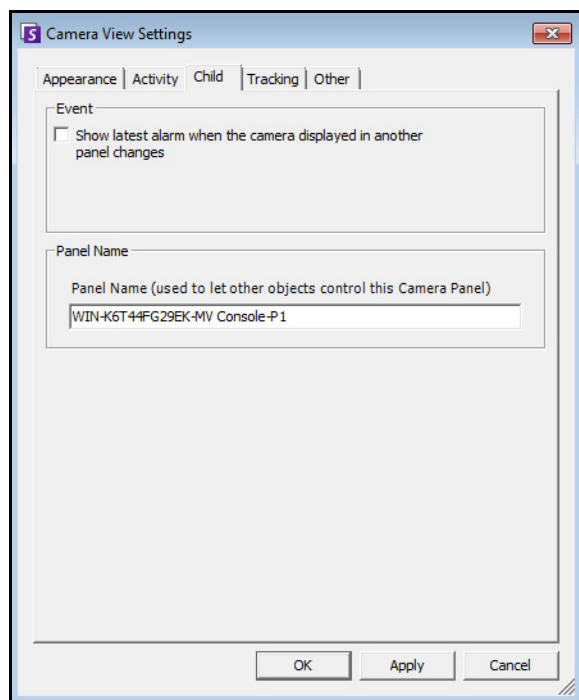 Camera View Settings
Appearance Activity Child Tracking Other
Event
Show latest alarm when the camera displayed in another
panel changes
Panel Name
Panel Name (used to let other objects control this Camera Panel)
WIN-K6T44FG29EK-MV Console-P1
OK Apply Cancel